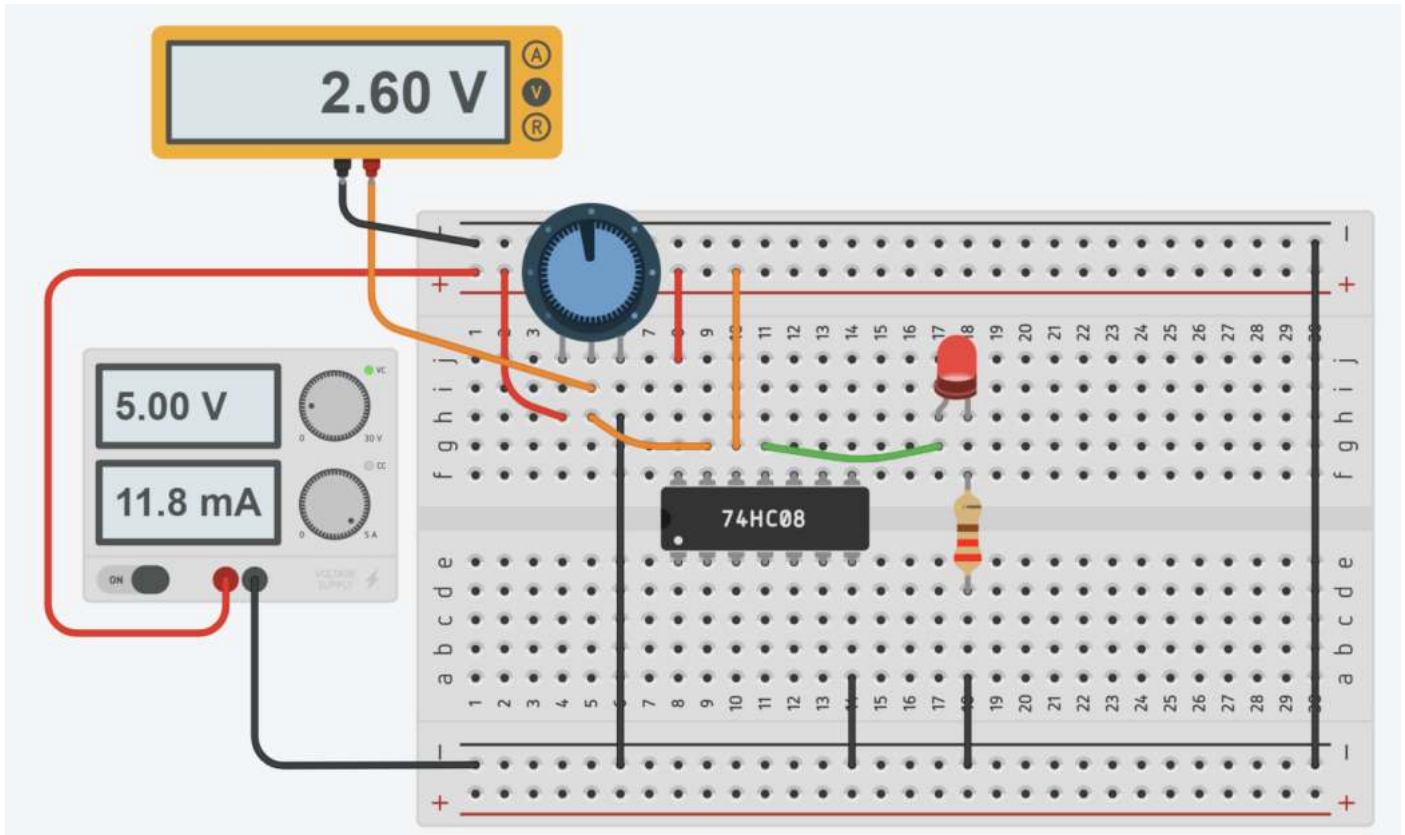 2.60 V
A
V
R
− −
+ +
1 2 3 7 8 9 10 11 12 13 14 15 16 17 18 19 20 21 22 23 24 25 26 27 28 29 30
j j
i i
h h
g g
f f
5.00 V
VC
0 30 V
11.8 mA
CC
0 5 A
ON
VOLTAGE
SUPPLY
74HC08
e e
d d
c c
b b
a a
1 2 3 4 5 6 7 8 9 10 11 12 13 14 15 16 17 18 19 20 21 22 23 24 25 26 27 28 29 30
− −
+ +